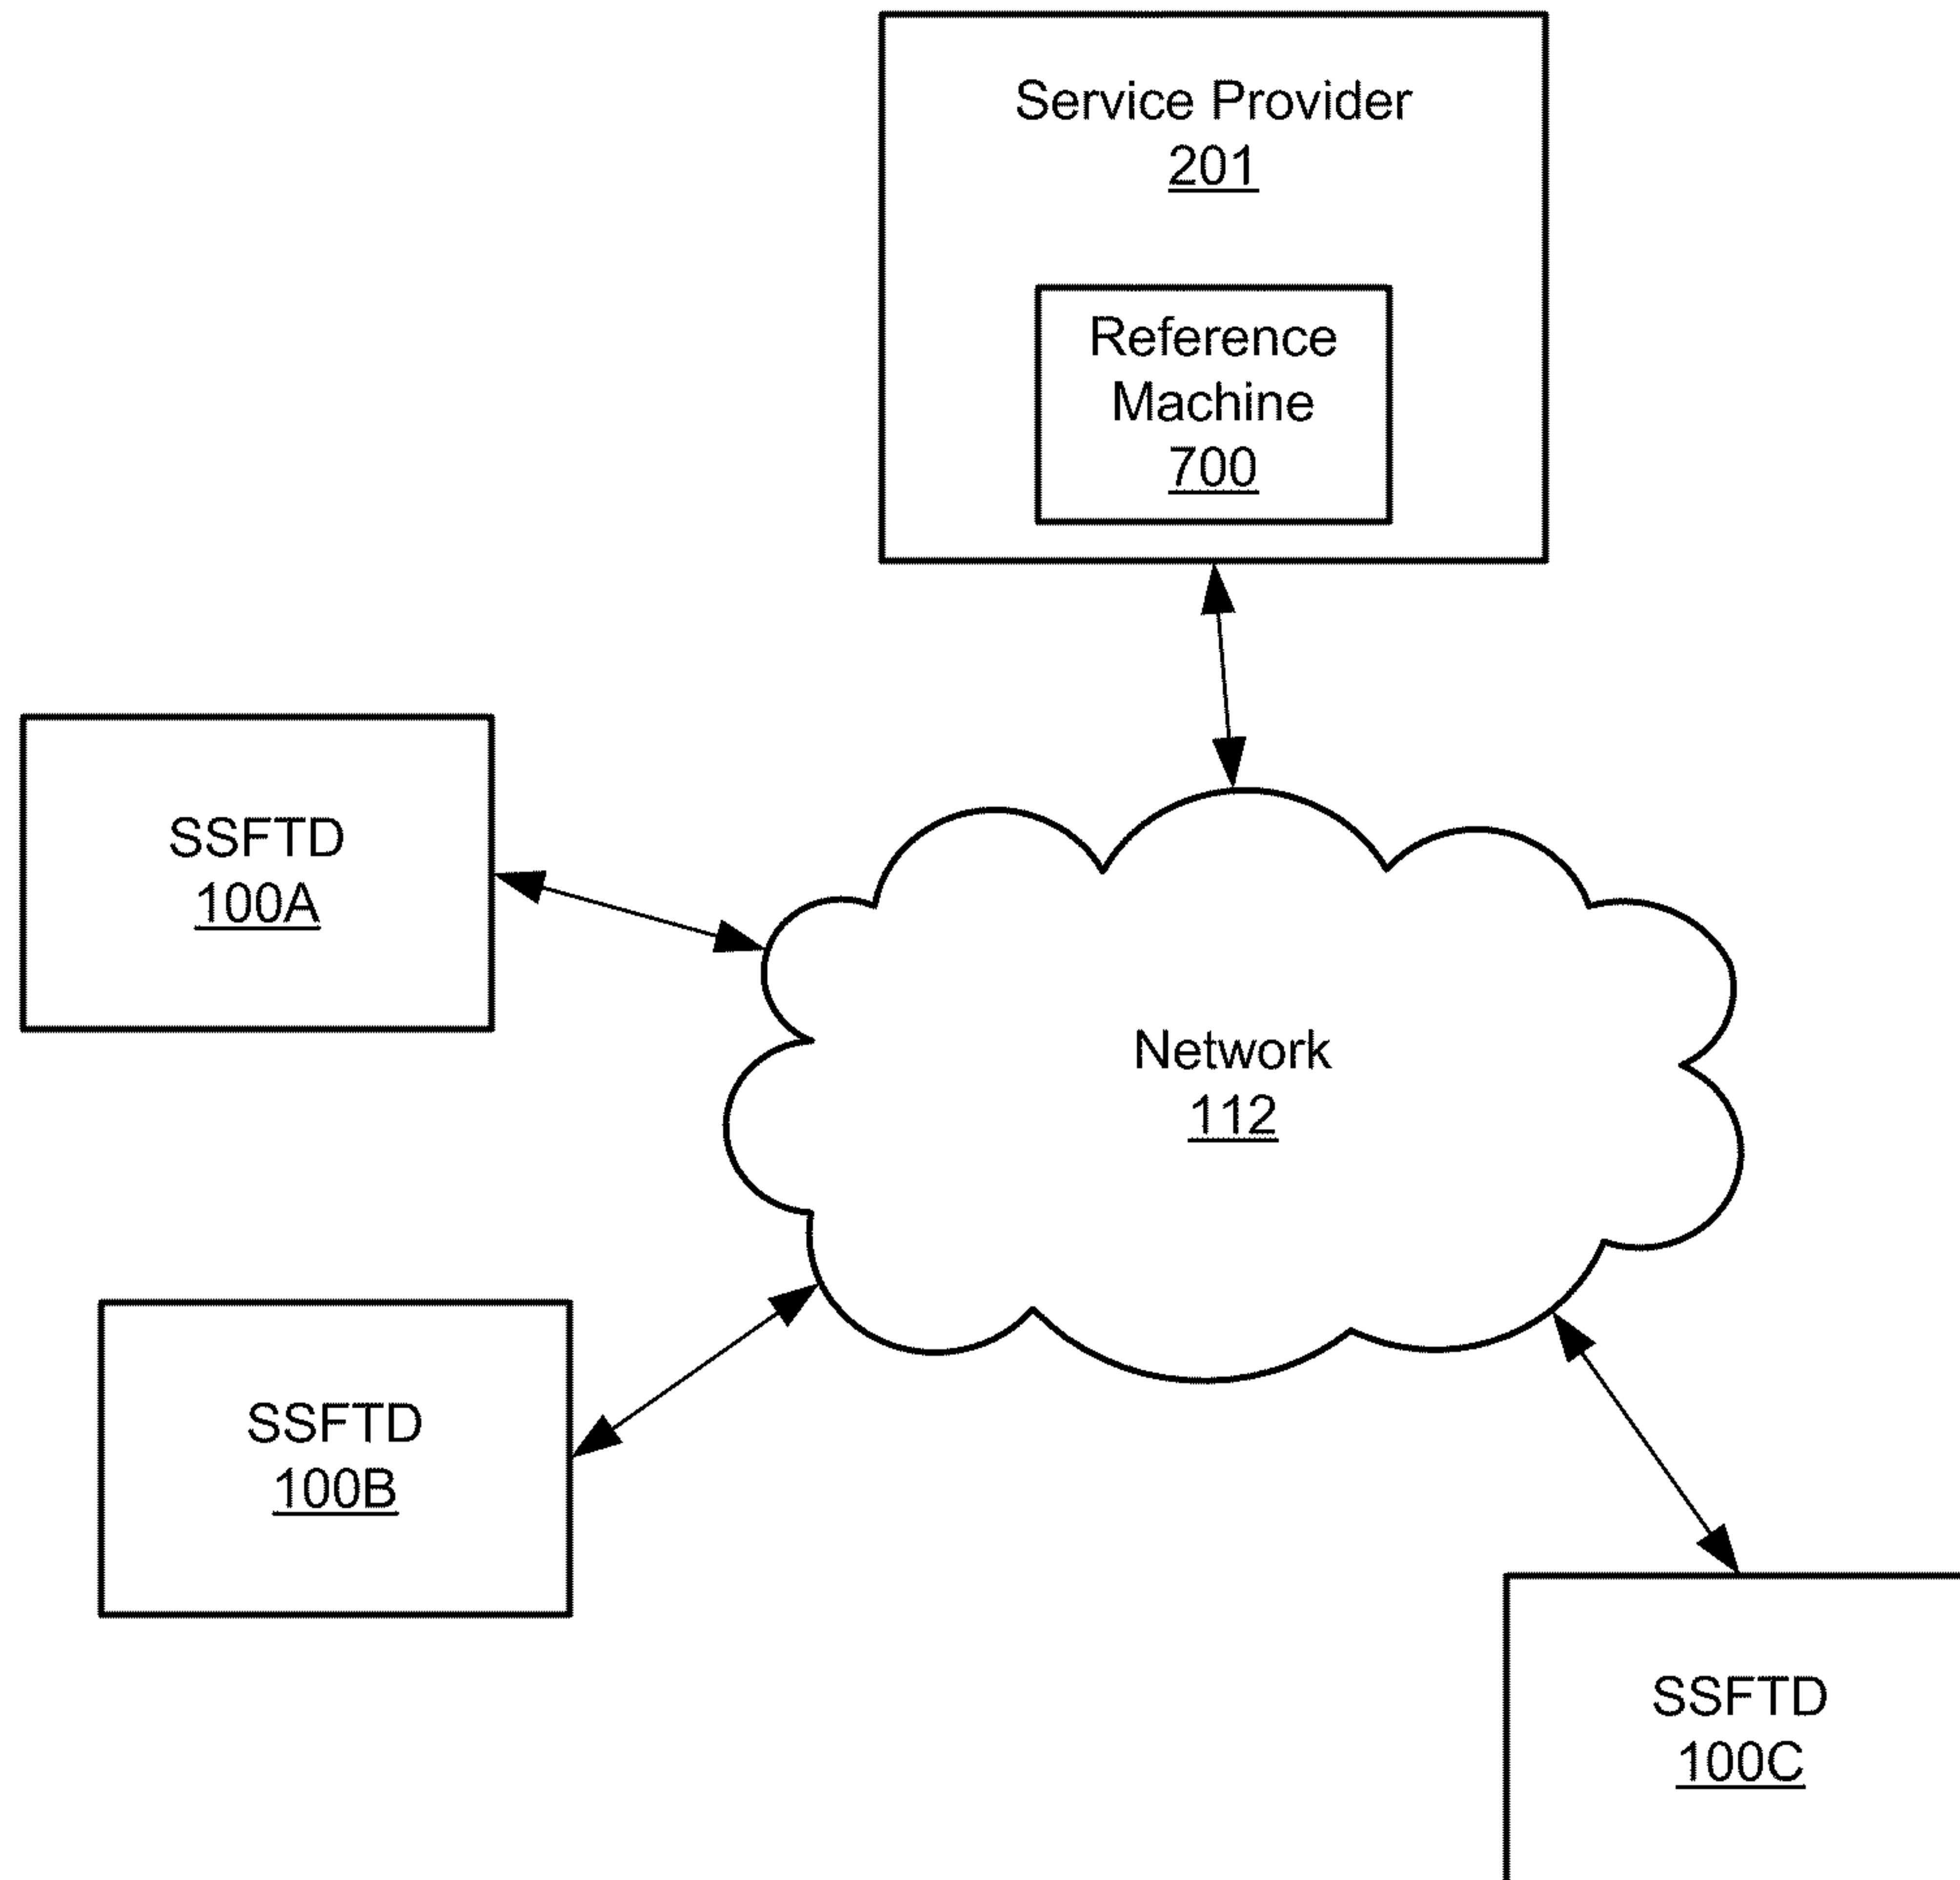 Service Provider
201
Reference
Machine
700
SSFTD
100A
Network
112
SSFTD
100B
SSFTD
100C